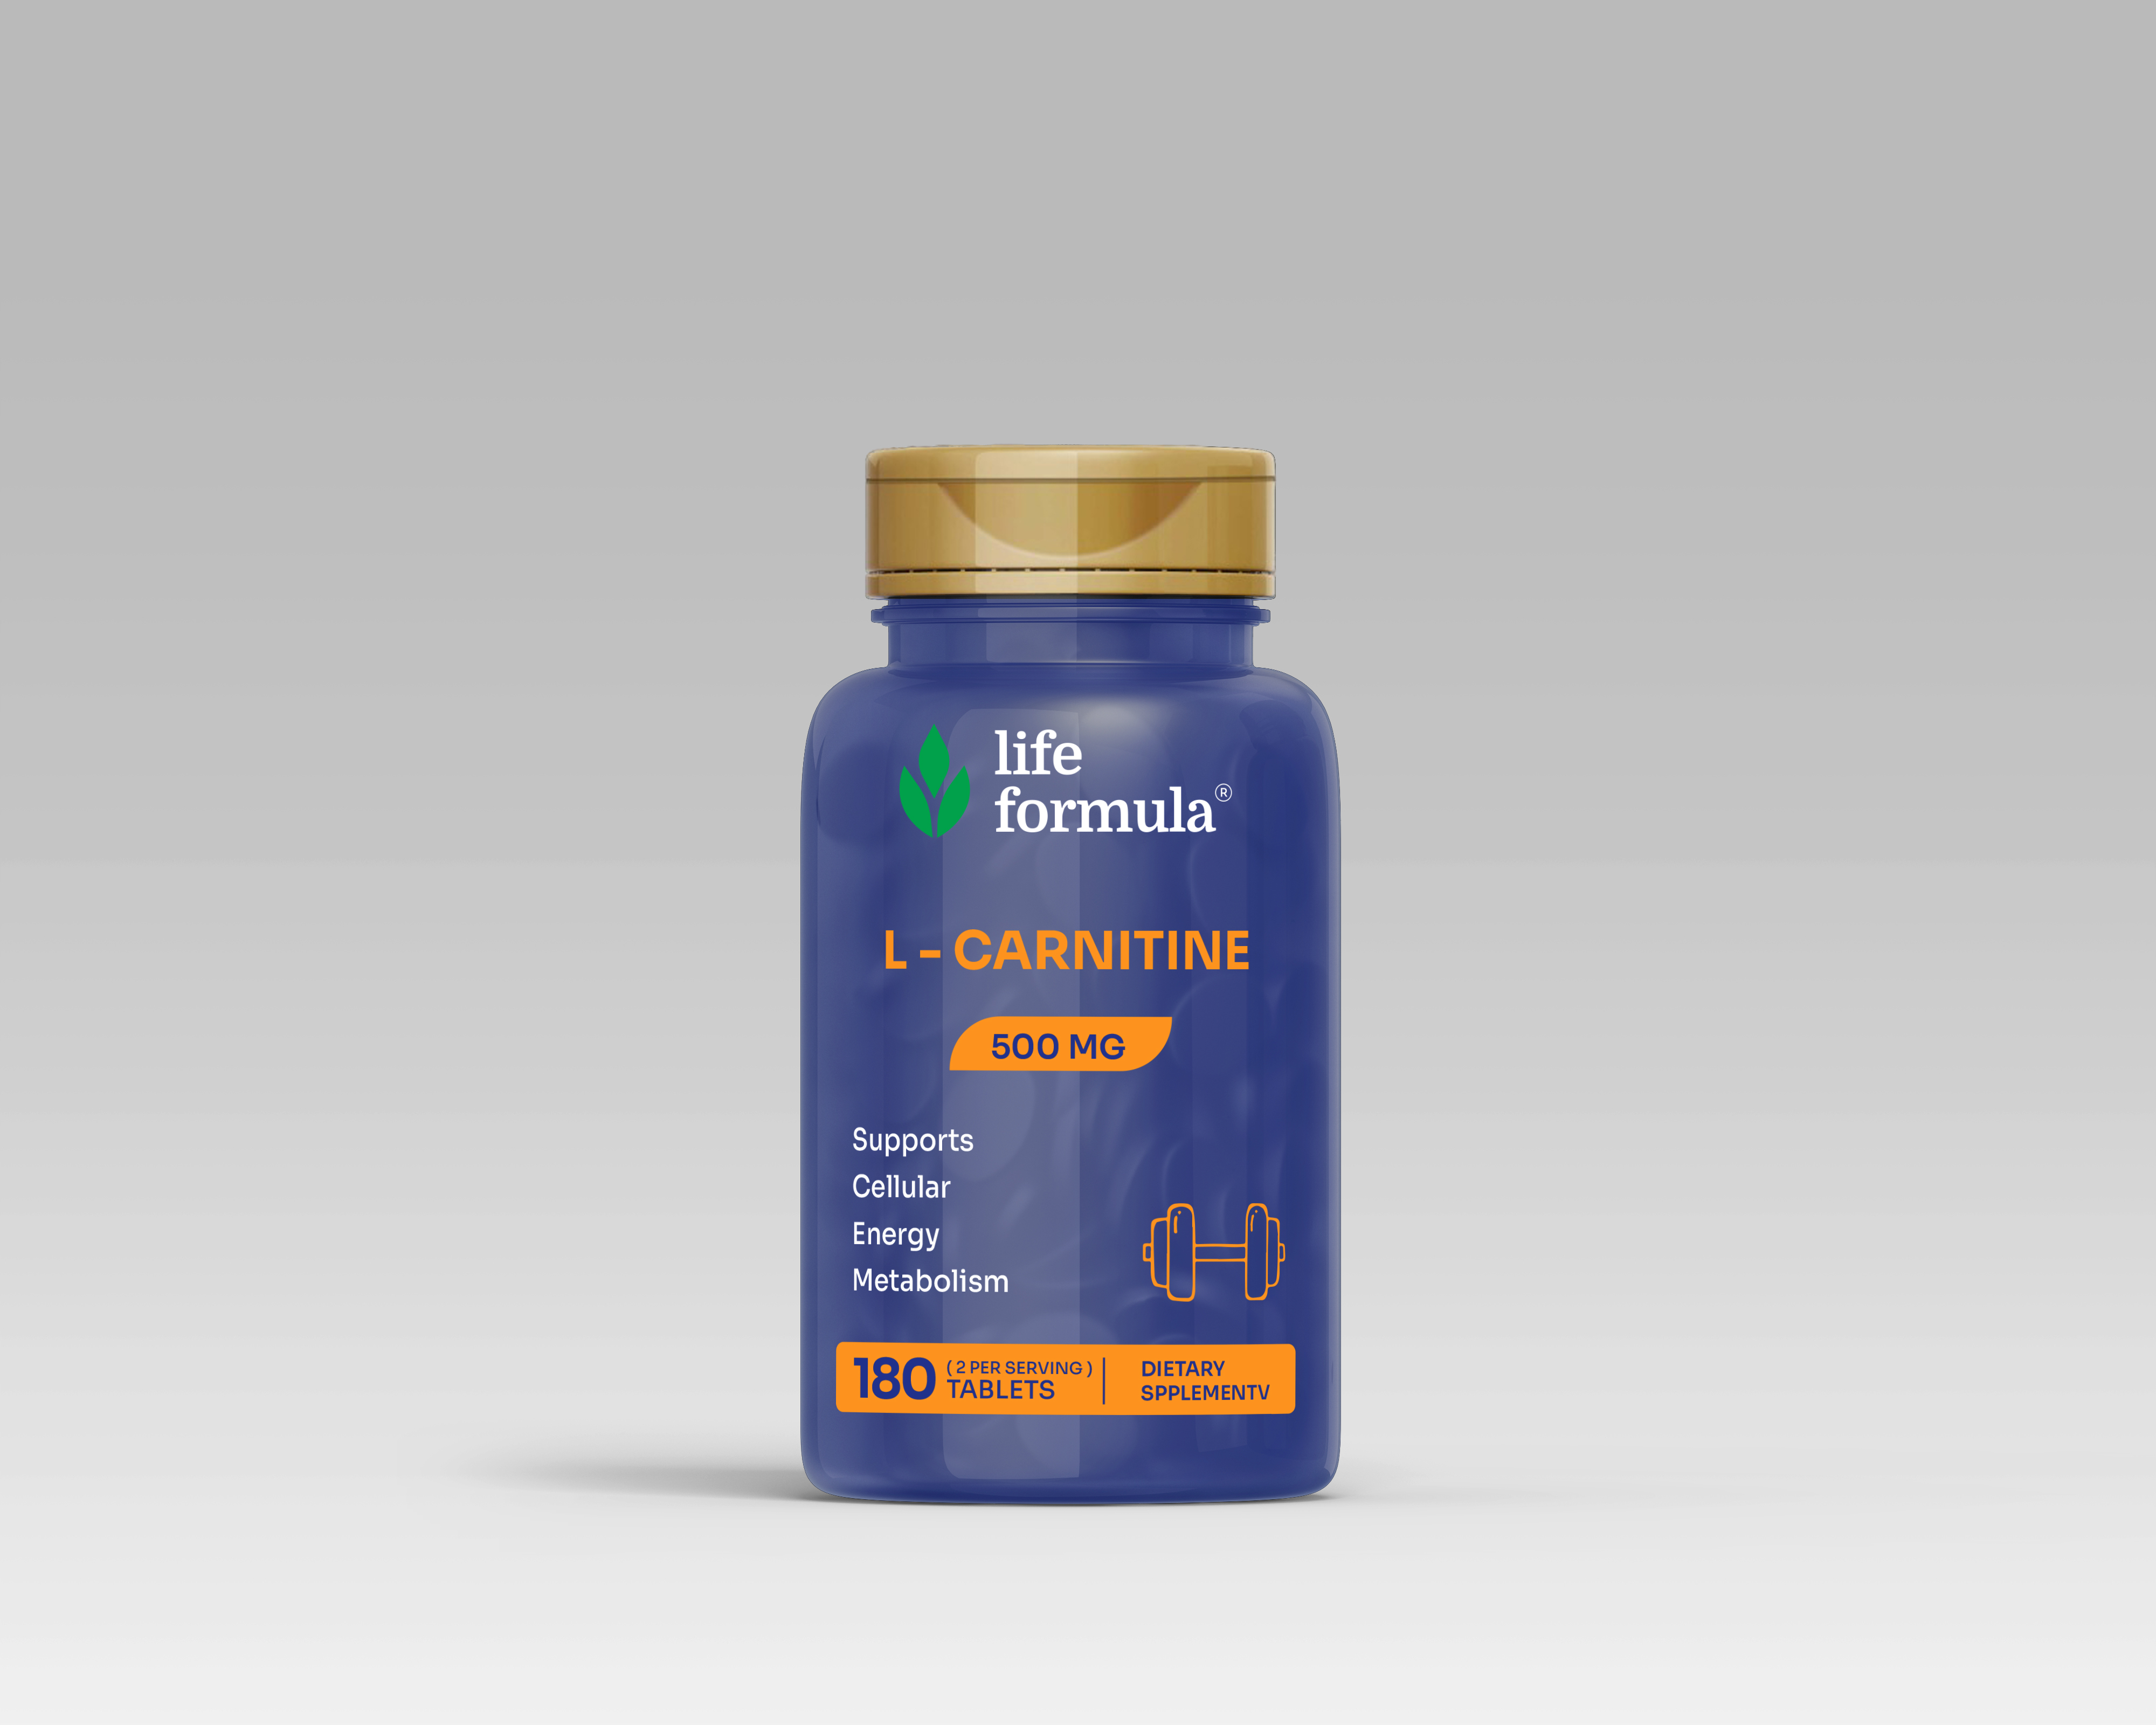 life
formula®
L - CARNITINE
500 MG
Supports
Cellular
Energy
Metabolism
180 ( 2 PER SERVING )
TABLETS
DIETARY
SPPLEMENTV